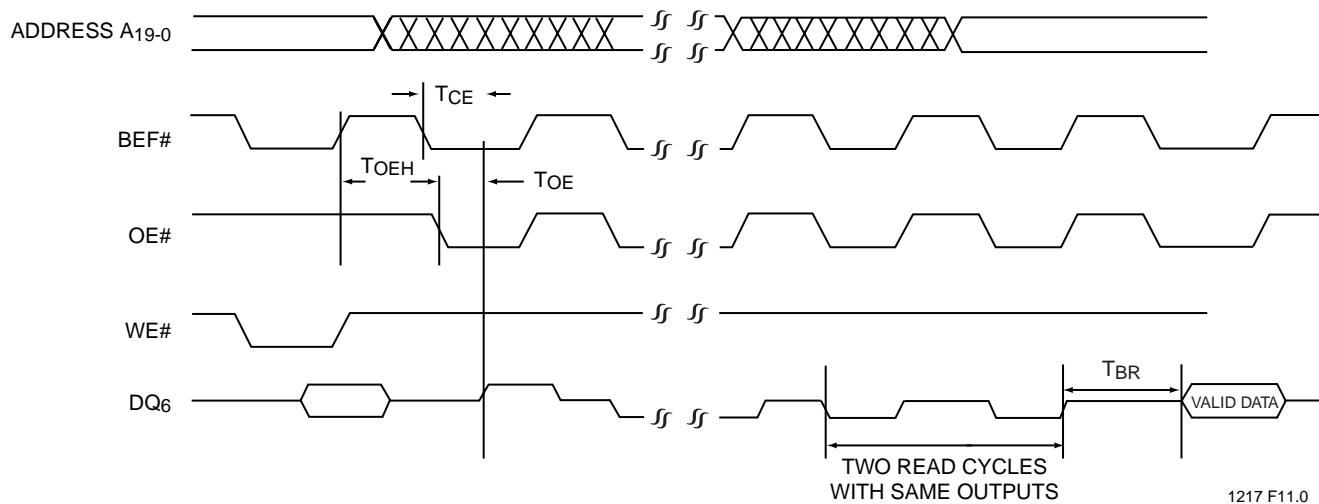 ADDRESS A19-0
TCE
BEF#
TOEH
TOE
OE#
WE#
TBR
DQ6
VALID DATA
TWO READ CYCLES
WITH SAME OUTPUTS
1217 F11.0